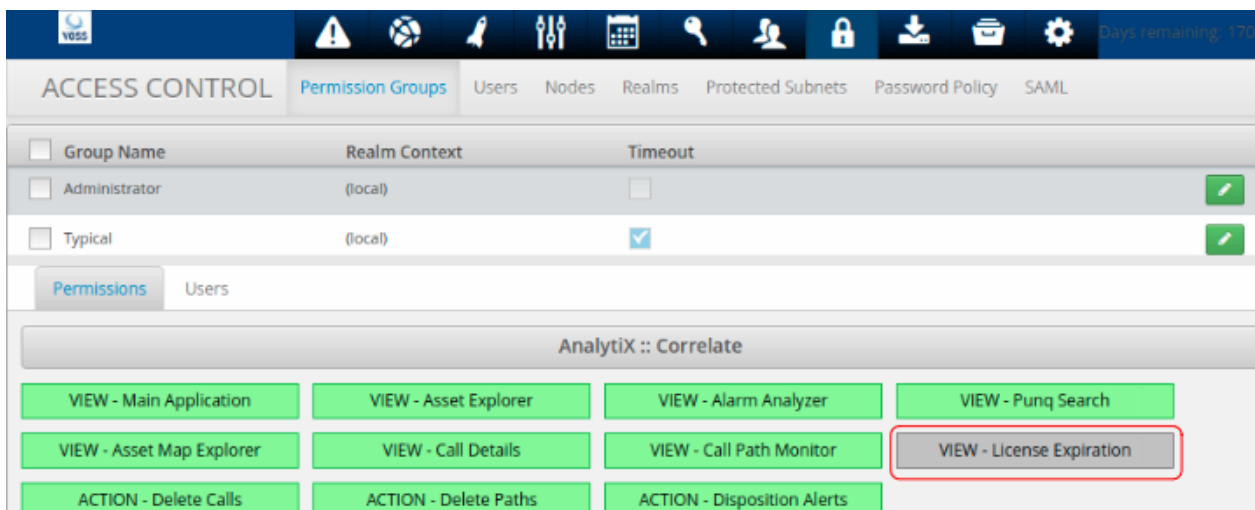 VOSS
Days remaining: 170
ACCESS CONTROL Permission Groups Users Nodes Realms Protected Subnets Password Policy SAML
Group Name Realm Context Timeout
Administrator (local)
Typical (local)
Permissions Users
AnalytiX :: Correlate
VIEW - Main Application VIEW - Asset Explorer VIEW - Alarm Analyzer VIEW - Punq Search
VIEW - Asset Map Explorer VIEW - Call Details VIEW - Call Path Monitor VIEW - License Expiration
ACTION - Delete Calls ACTION - Delete Paths ACTION - Disposition Alerts